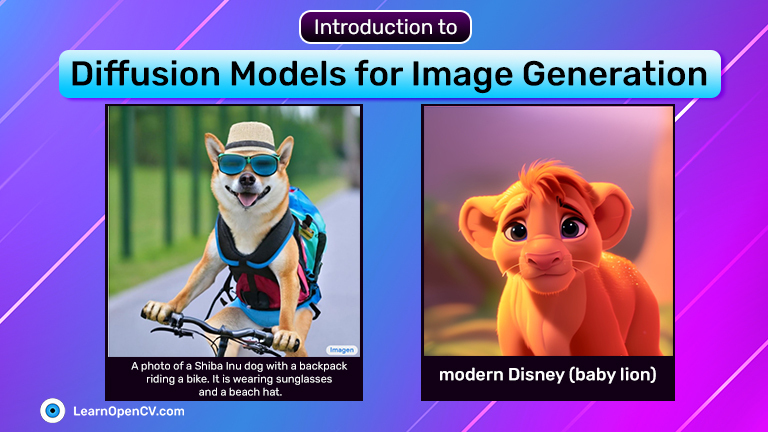 Introduction to
Diffusion Models for Image Generation
Imagen
A photo of a Shiba Inu dog with a backpack
riding a bike. It is wearing sunglasses
and a beach hat.
modern Disney (baby lion)
LearnOpenCV.com